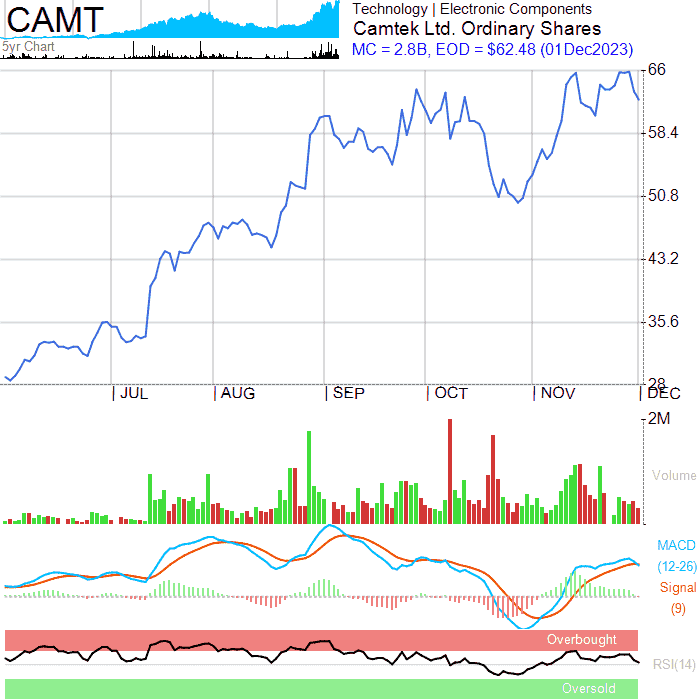 CAMT
5yr Chart
Technology | Electronic Components
Camtek Ltd. Ordinary Shares
MC = 2.8B, EOD = $62.48 (01Dec2023)
66
58.4
50.8
43.2
35.6
28
JUL
AUG
SEP
OCT
NOV
DEC
2M
Volume
MACD
(12-26)
Signal
(9)
Overbought
RSI(14)
Oversold